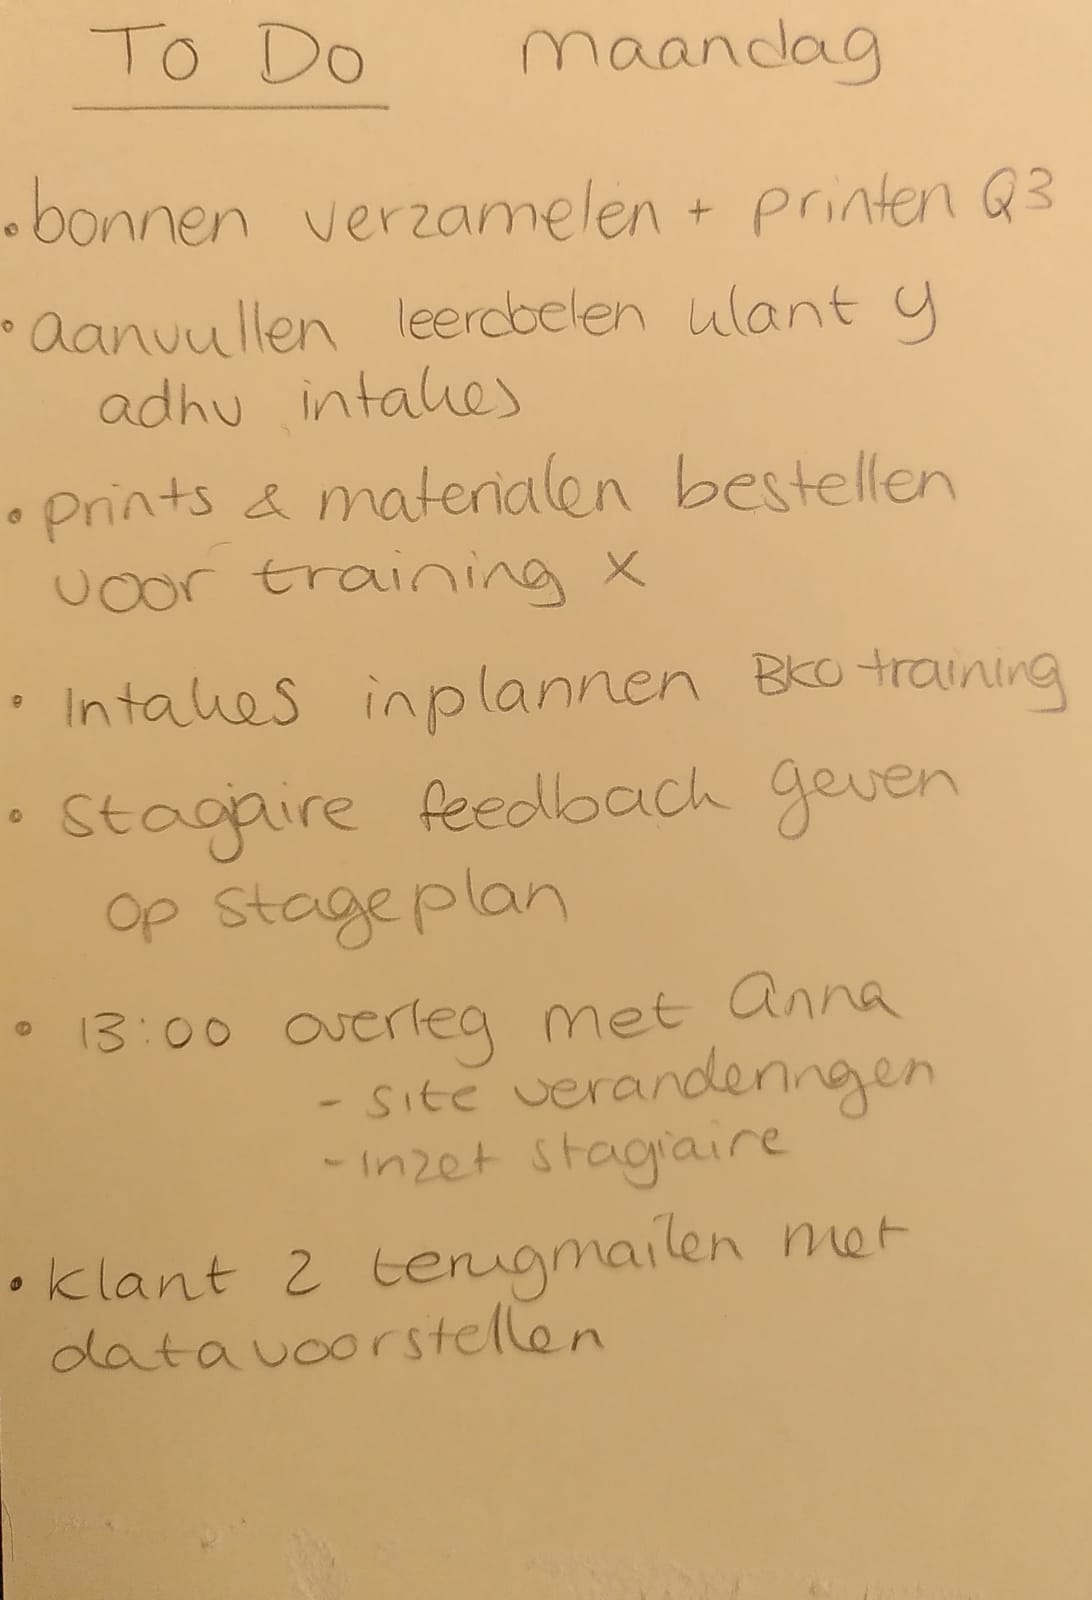 To Do maandag
• bonnen verzamelen + printen Q3
• aanvullen leerdoelen klant y
adhv intakes
• prints & materialen bestellen
voor training x
• Intakes inplannen BKO training
• Stagiaire feedback geven
op stageplan
• 13:00 overleg met Anna
- site veranderingen
- inzet stagiaire
• Klant 2 terugmailen met
datavoorstellen